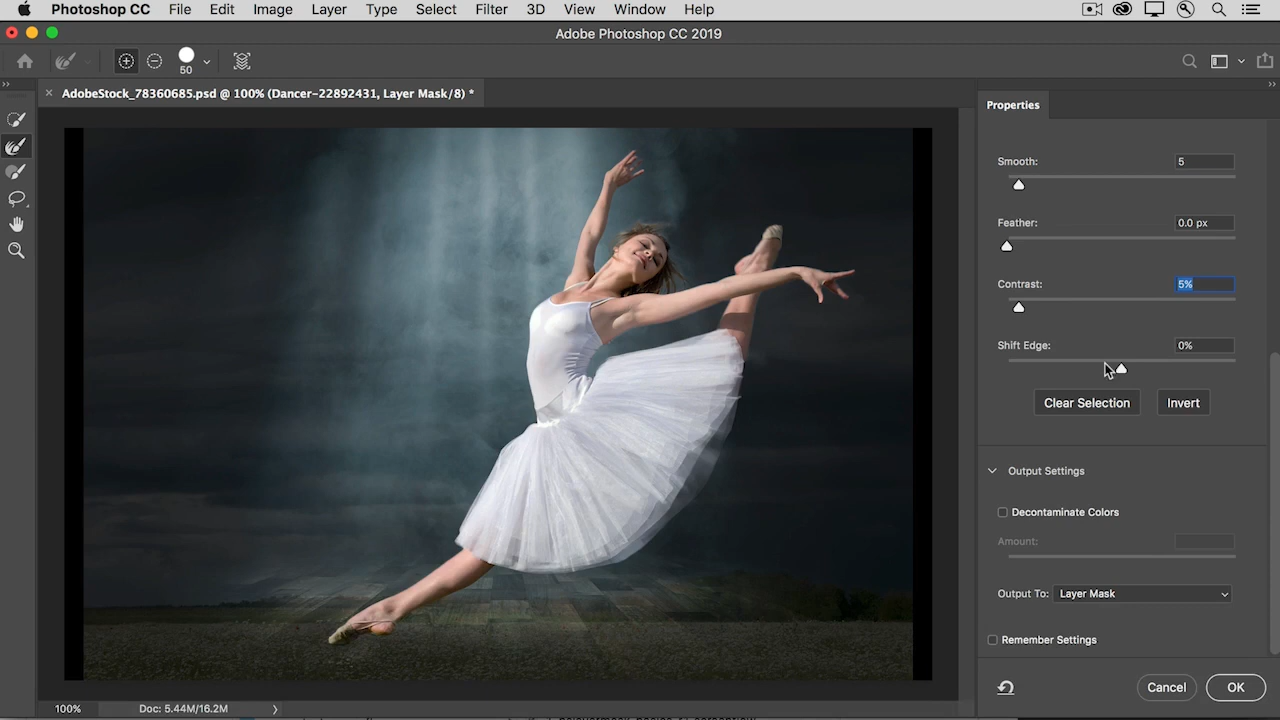 Photoshop CC File Edit Image Layer Type Select Filter 3D View Window Help
Adobe Photoshop CC 2019
50
AdobeStock_78360685.psd @ 100% (Dancer-22892431, Layer Mask/8) *
Properties
Smooth: 5
Feather: 0.0 px
Contrast: 5%
Shift Edge: 0%
Clear Selection Invert
Output Settings
Decontaminate Colors
Amount:
Output To: Layer Mask
Remember Settings
Cancel OK
100% Doc: 5.44M/16.2M